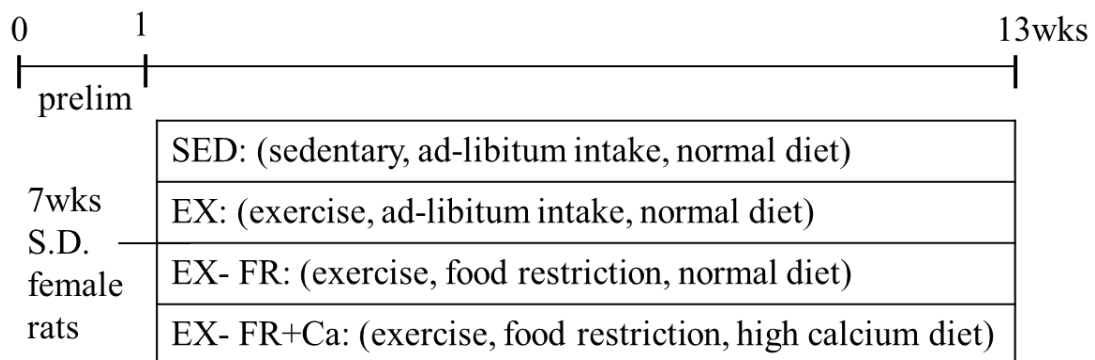 0 1 13wks
prelim
SED: (sedentary, ad-libitum intake, normal diet)
EX: (exercise, ad-libitum intake, normal diet)
EX- FR: (exercise, food restriction, normal diet)
EX- FR+Ca: (exercise, food restriction, high calcium diet)
7wks
S.D.
female
rats